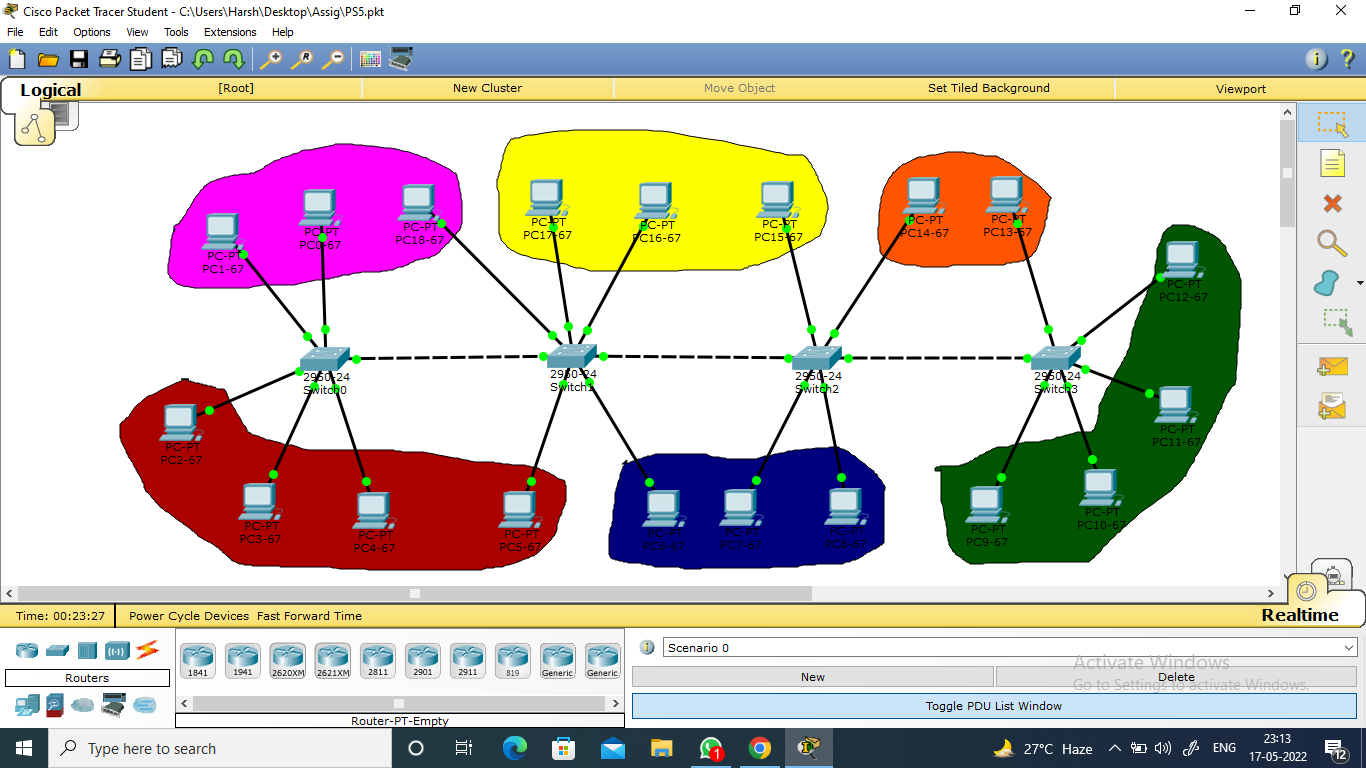 Cisco Packet Tracer Student - C:\Users\Harsh\Desktop\Assig\PS5.pkt
File Edit Options View Tools Extensions Help
Logical [Root] New Cluster Move Object Set Tiled Background Viewport
PC-PT
PC1-67
PC-PT
PC0-67
PC-PT
PC18-67
PC-PT
PC17-67
PC-PT
PC16-67
PC-PT
PC15-67
PC-PT
PC14-67
PC-PT
PC13-67
PC-PT
PC12-67
2950-24
Switch0
2950-24
Switch1
2950-24
Switch2
2950-24
Switch3
PC-PT
PC11-67
PC-PT
PC2-67
PC-PT
PC3-67
PC-PT
PC4-67
PC-PT
PC5-67
PC-PT
PC6-67
PC-PT
PC7-67
PC-PT
PC8-67
PC-PT
PC9-67
PC-PT
PC10-67
Time: 00:23:27 Power Cycle Devices Fast Forward Time Realtime
Routers
1841 1941 2620XM 2621XM 2811 2901 2911 819 Generic Generic
Router-PT-Empty
Scenario 0
New Delete
Toggle PDU List Window
Activate Windows
Go to Settings to activate Windows.
Type here to search
1
27°C Haze
ENG
23:13
17-05-2022
12